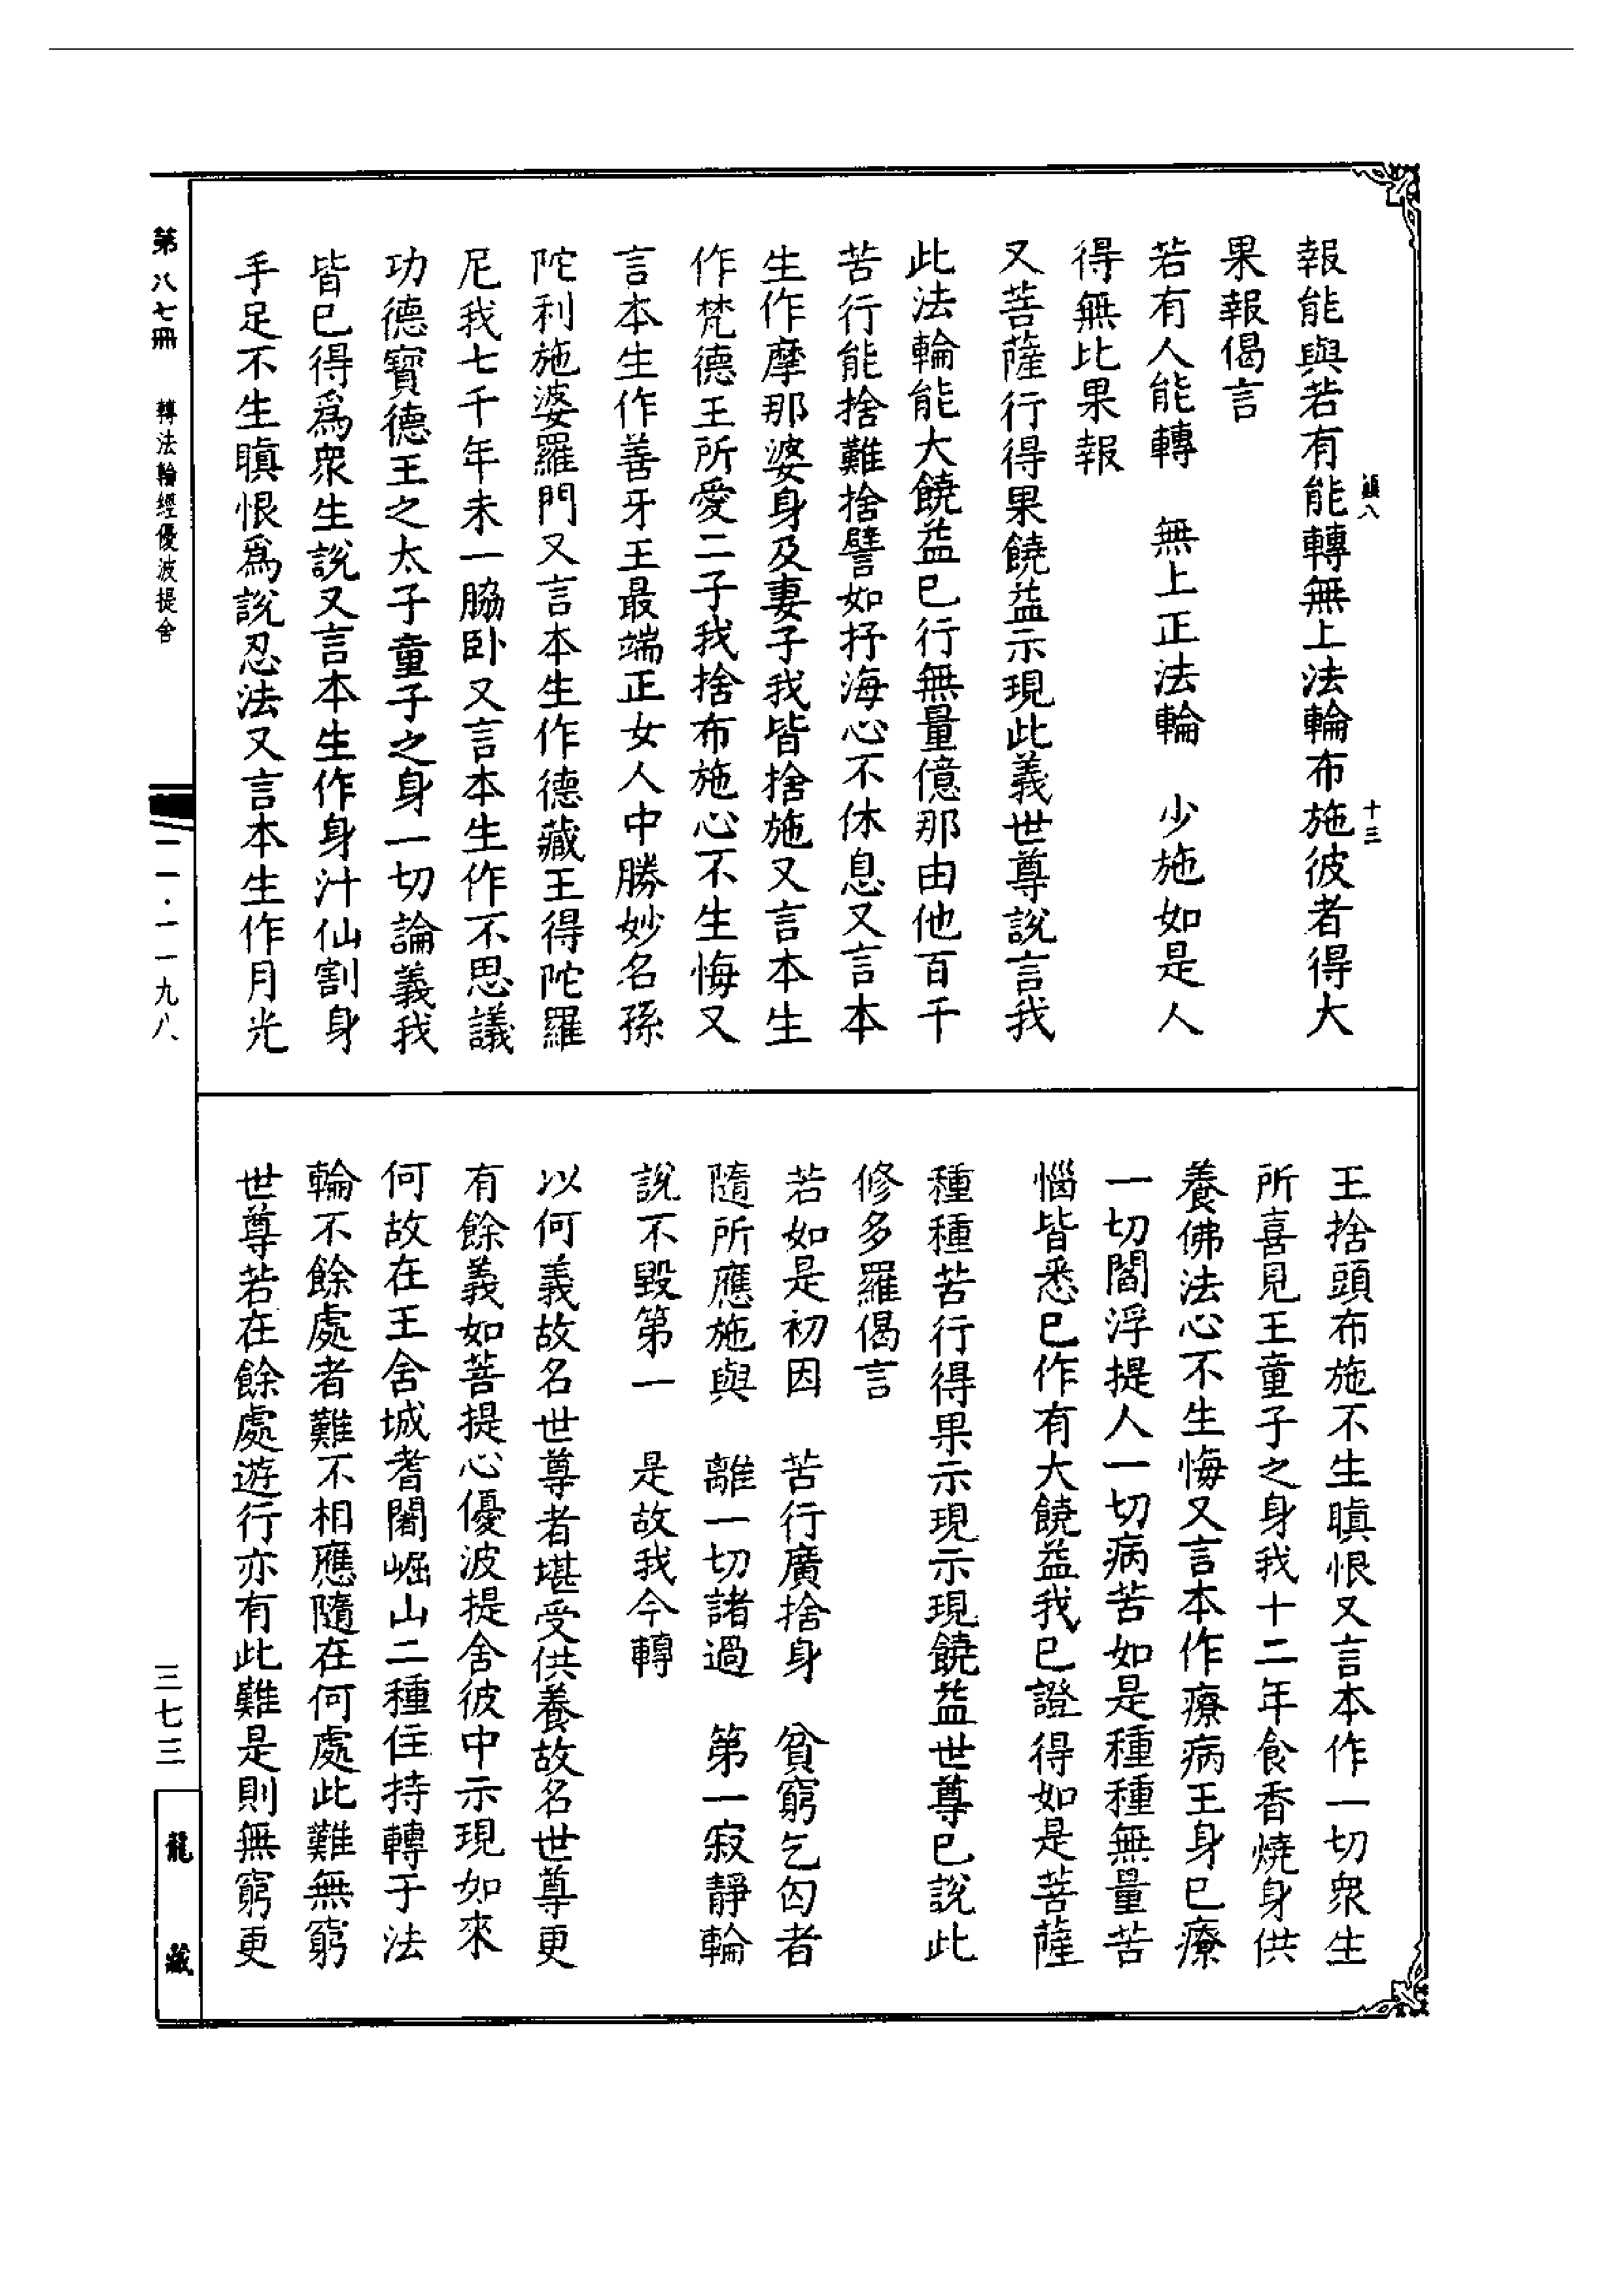 報能與若有能轉無上法輪布施彼者得大
果報偈言
若有人能轉　無上正法輪　少施如是人
得無比果報
又菩薩行得果饒益示現此義世尊說言我
此法輪能大饒益已行無量億那由他百千
苦行能捨難捨譬如抒海心不休息又言本
生作摩那婆身及妻子我皆捨施又言本生
作梵德王所愛二子我捨布施心不生悔又
言本生作善牙王最端正女人中勝妙名孫
陀利施婆羅門又言本生作德藏王得陀羅
尼我七千年未一脇卧又言本生作不思議
功德寶德王之太子童子之身一切論義我
皆已得爲衆生說又言本生作身汁仙割身
手足不生瞋恨爲說忍法又言本生作月光
王捨頭布施不生瞋恨又言本作一切衆生
所喜見王童子之身我十二年食香燒身供
養佛法心不生悔又言本作療病王身已療
一切閻浮提人一切病苦如是種種無量苦
惱皆悉已作有大饒益我已證得如是菩薩
種種苦行得果示現示現饒益世尊已說此
修多羅偈言
若如是初因　苦行廣捨身　貧窮乞匃者
隨所應施與　離一切諸過　第一寂靜輪
說不毀第一　是故我今轉
以何義故名世尊者堪受供養故名世尊更
有餘義如菩提心優波提舍彼中示現如來
何故在王舍城耆闍崛山二種住持轉于法
輪不餘處者難不相應隨在何處此難無窮
世尊若在餘處遊行亦有此難是則無窮更
十三
第八七冊　轉法輪經優波提舍
一一·一一九八
三七三
龍藏